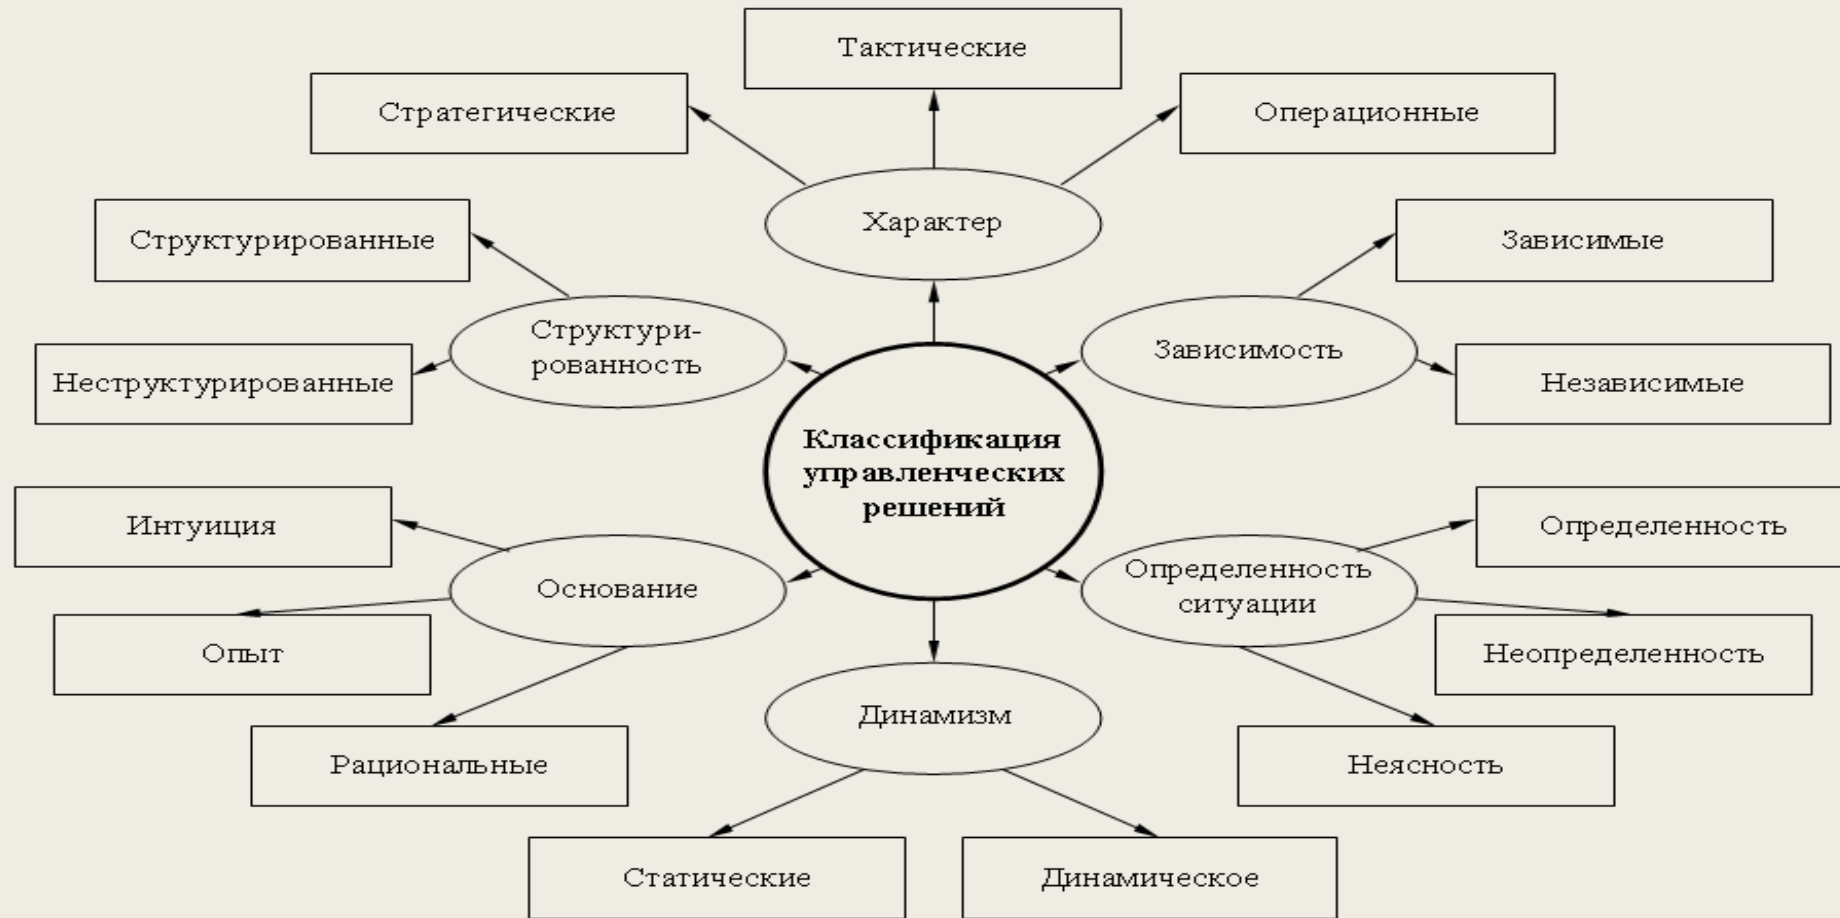 Тактические
Стратегические
Операционные
Характер
Структурированные
Зависимые
Структури-
рованность
Зависимость
Неструктурированные
Независимые
Классификация
управленческих
решений
Интуиция
Определенность
Основание
Определенность
ситуации
Опыт
Неопределенность
Динамизм
Рациональные
Неясность
Статические
Динамическое